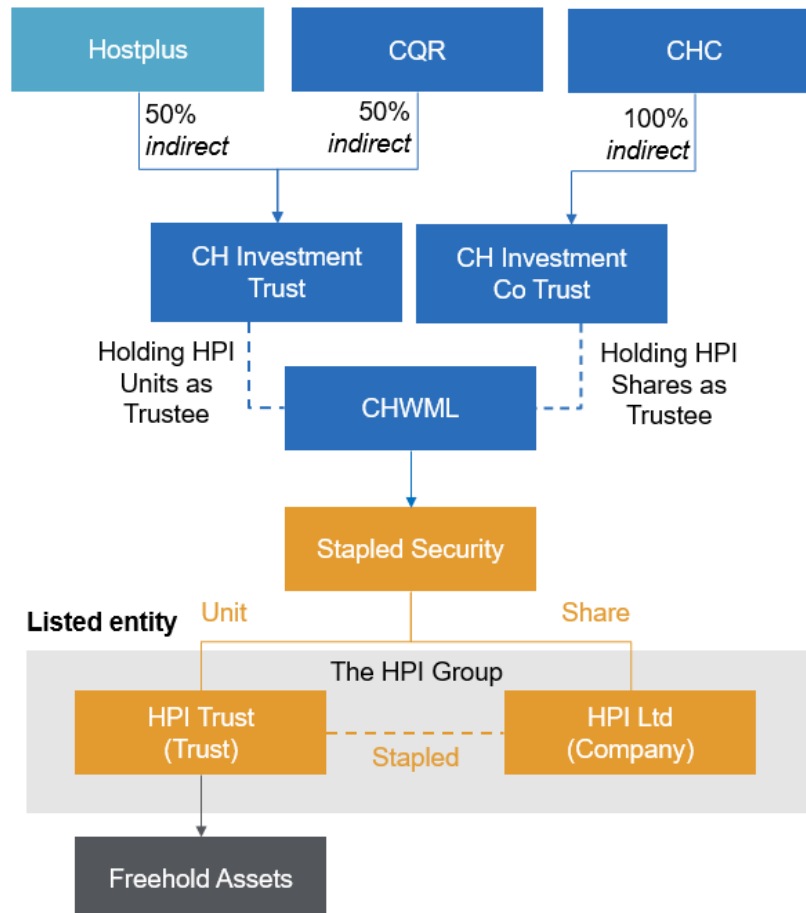 Hostplus
CQR
CHC
50%
indirect
50%
indirect
100%
indirect
CH Investment
Trust
CH Investment
Co Trust
Holding HPI
Units as
Trustee
CHWML
Holding HPI
Shares as
Trustee
Stapled Security
Unit
Share
Listed entity
The HPI Group
HPI Trust
(Trust)
Stapled
HPI Ltd
(Company)
Freehold Assets